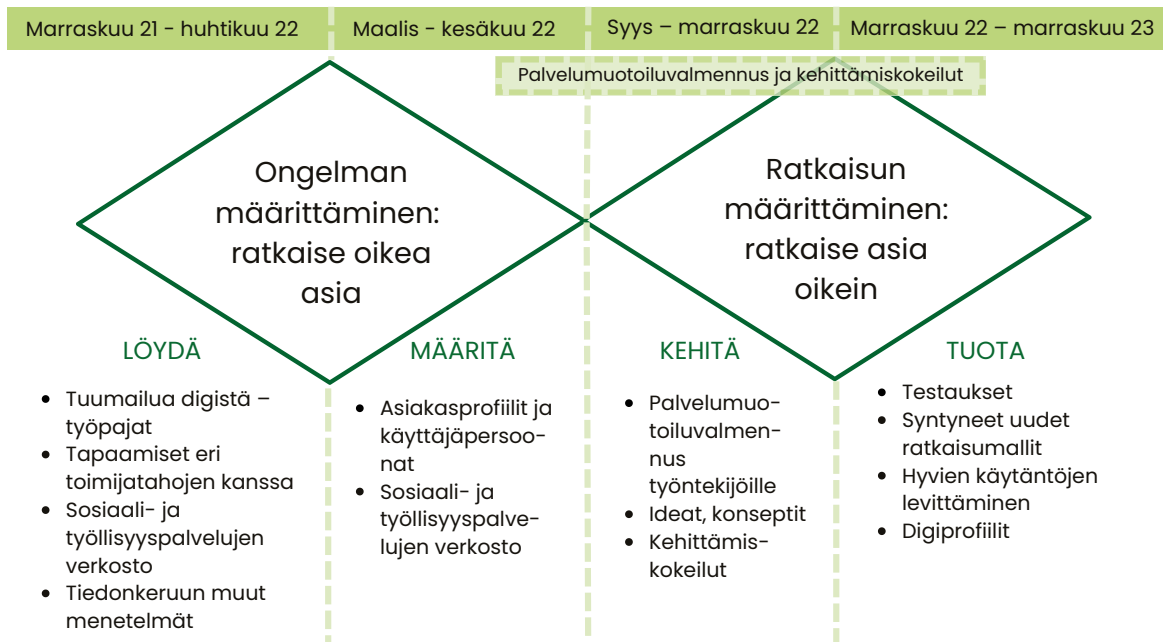 Marraskuu 21 - huhtikuu 22
Maalis - kesäkuu 22
Syys – marraskuu 22
Marraskuu 22 – marraskuu 23
Palvelumuotoiluvalmennus ja kehittämiskokeilut
Ongelman
määrittäminen:
ratkaise oikea
asia
Ratkaisun
määrittäminen:
ratkaise asia
oikein
LÖYDÄ
• Tuumailua digistä –
työpajat
• Tapaamiset eri
toimijatahojen kanssa
• Sosiaali- ja
työllisyyspalvelujen
verkosto
• Tiedonkeruun muut
menetelmät
MÄÄRITÄ
• Asiakasprofiilit ja
käyttäjäpersoo-
nat
• Sosiaali- ja
työllisyyspalve-
lujen verkosto
KEHITÄ
• Palvelumuo-
toiluvalmen-
nus
työntekijöille
• Ideat, konseptit
• Kehittämis-
kokeilut
TUOTA
• Testaukset
• Syntyneet uudet
ratkaisumallit
• Hyvien käytäntöjen
levittäminen
• Digiprofiilit